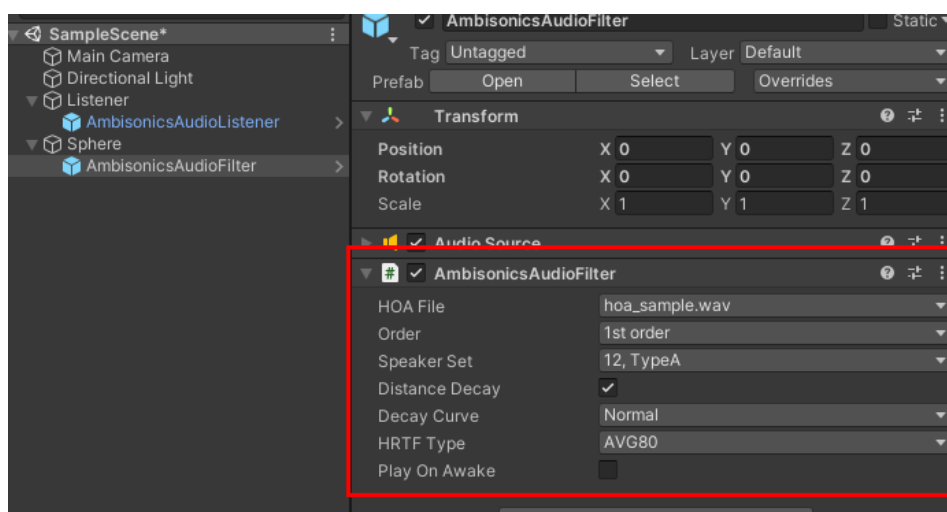 SampleScene*
Main Camera
Directional Light
Listener
AmbisonicsAudioListener
Sphere
AmbisonicsAudioFilter
AmbisonicsAudioFilter
Static
Tag Untagged Layer Default
Prefab Open Select Overrides
Transform
Position X 0 Y 0 Z 0
Rotation X 0 Y 0 Z 0
Scale X 1 Y 1 Z 1
Audio Source
# AmbisonicsAudioFilter
HOA File hoa_sample.wav
Order 1st order
Speaker Set 12, TypeA
Distance Decay
Decay Curve Normal
HRTF Type AVG80
Play On Awake